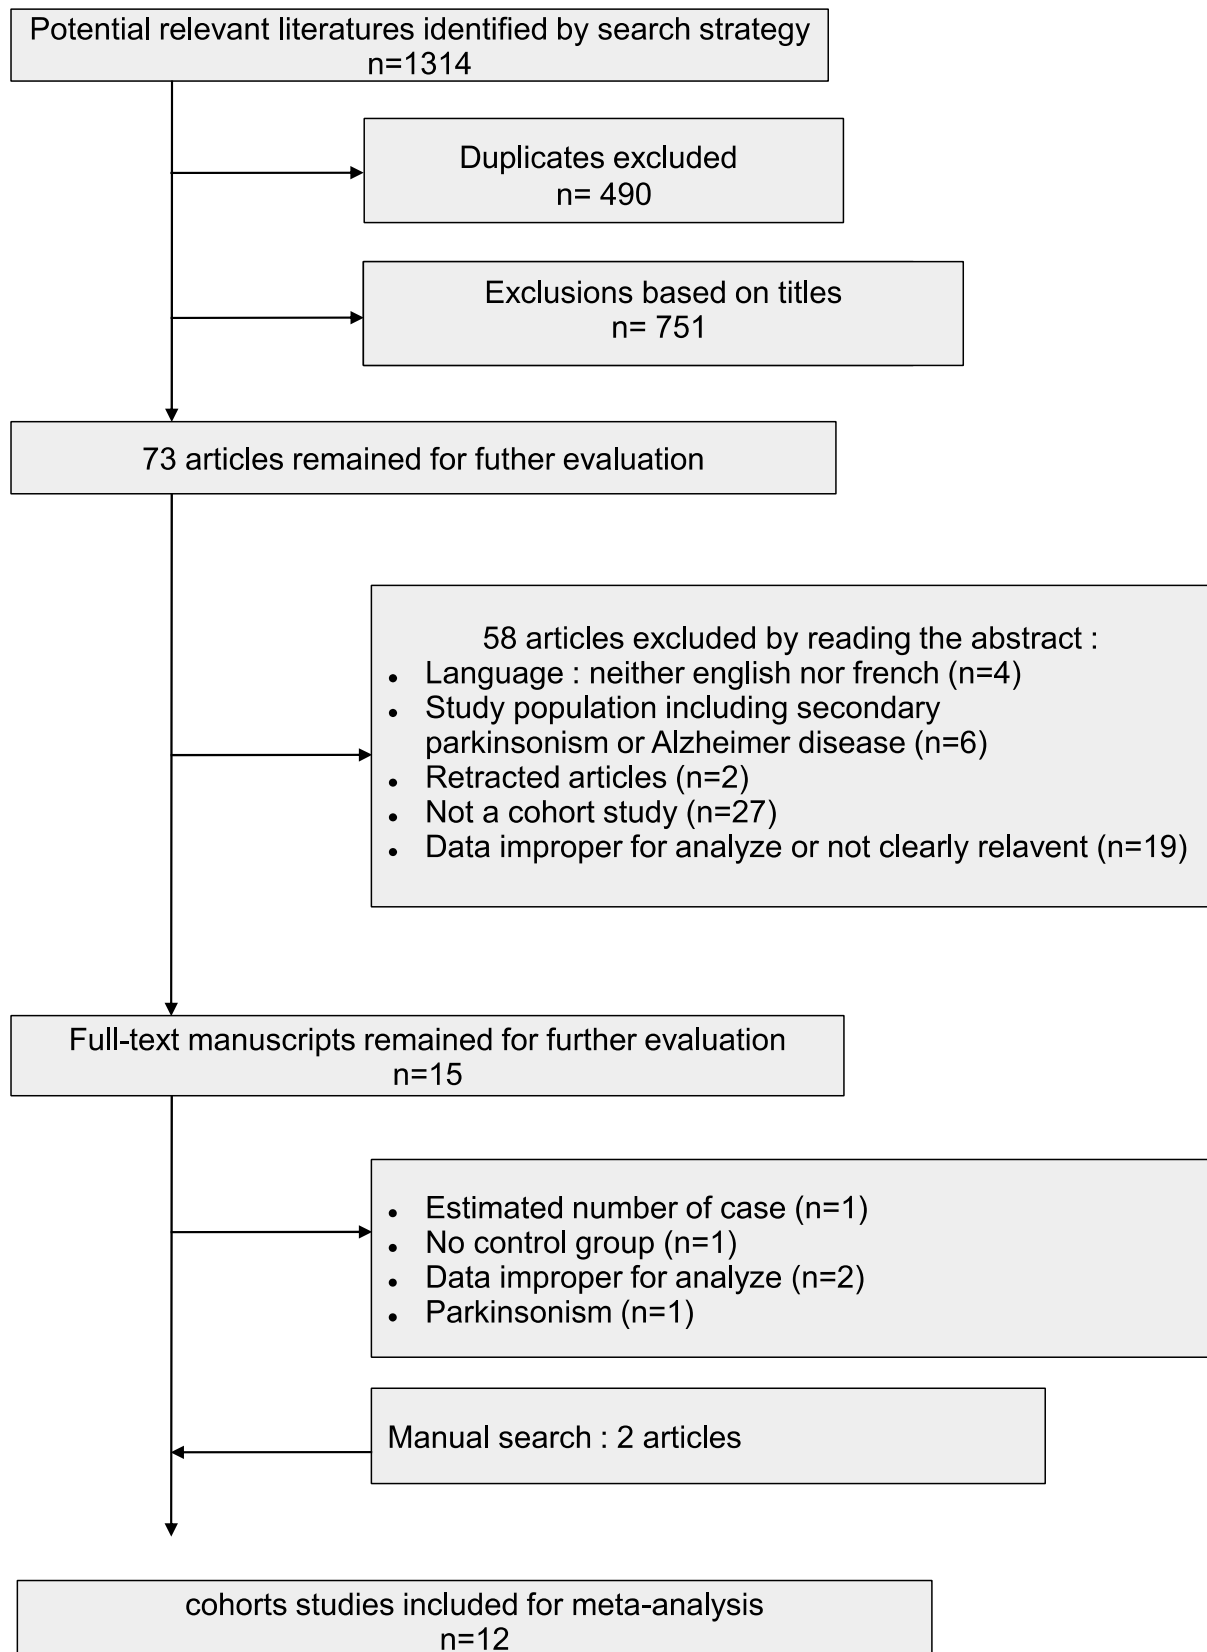 Potential relevant literatures identified by search strategy
n=1314
Duplicates excluded
n= 490
Exclusions based on titles
n= 751
73 articles remained for futher evaluation
58 articles excluded by reading the abstract :
• Language : neither english nor french (n=4)
• Study population including secondary
parkinsonism or Alzheimer disease (n=6)
• Retracted articles (n=2)
• Not a cohort study (n=27)
• Data improper for analyze or not clearly relavent (n=19)
Full-text manuscripts remained for further evaluation
n=15
• Estimated number of case (n=1)
• No control group (n=1)
• Data improper for analyze (n=2)
• Parkinsonism (n=1)
Manual search : 2 articles
cohorts studies included for meta-analysis
n=12